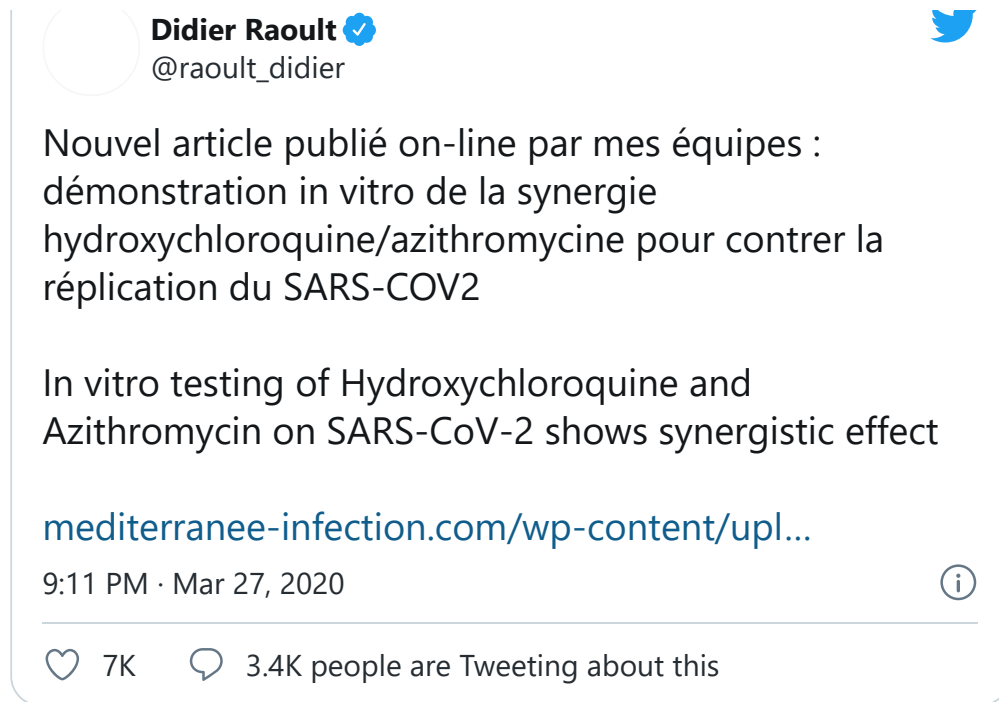 Didier Raoult
@raoult_didier
Nouvel article publié on-line par mes équipes :
démonstration in vitro de la synergie
hydroxychloroquine/azithromycine pour contrer la
réplication du SARS-COV2
In vitro testing of Hydroxychloroquine and
Azithromycin on SARS-CoV-2 shows synergistic effect
mediterranee-infection.com/wp-content/upl...
9:11 PM · Mar 27, 2020
7K 3.4K people are Tweeting about this